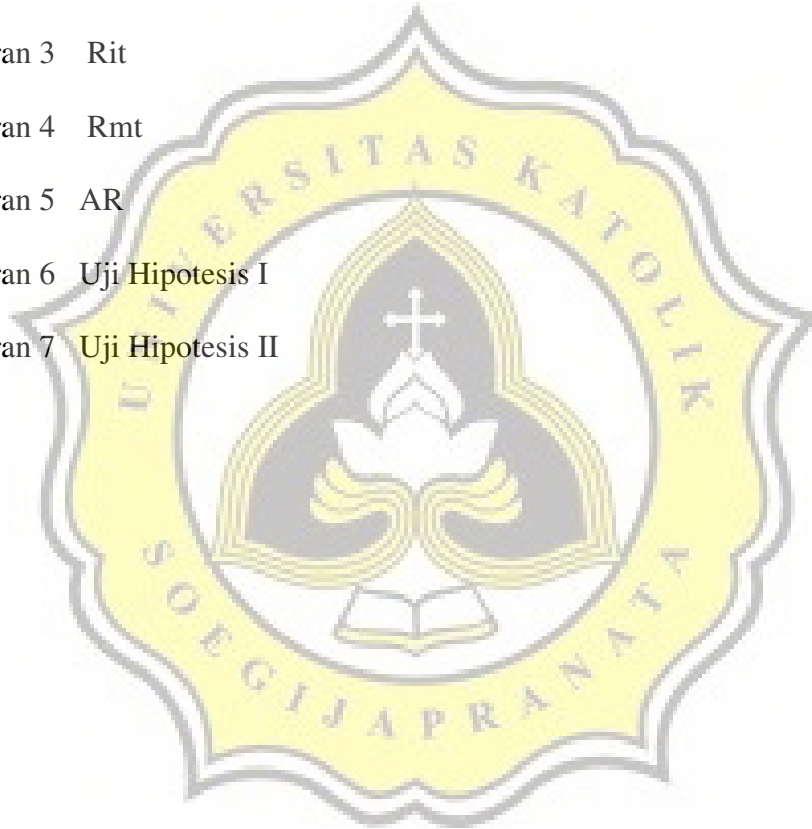 ran 3 Rit
ran 4 Rmt
ran 5 AR
ran 6 Uji Hipotesis I
ran 7 Uji Hipotesis II
UNIVERSITAS KATOLIK
SOEGIJAPRANATA